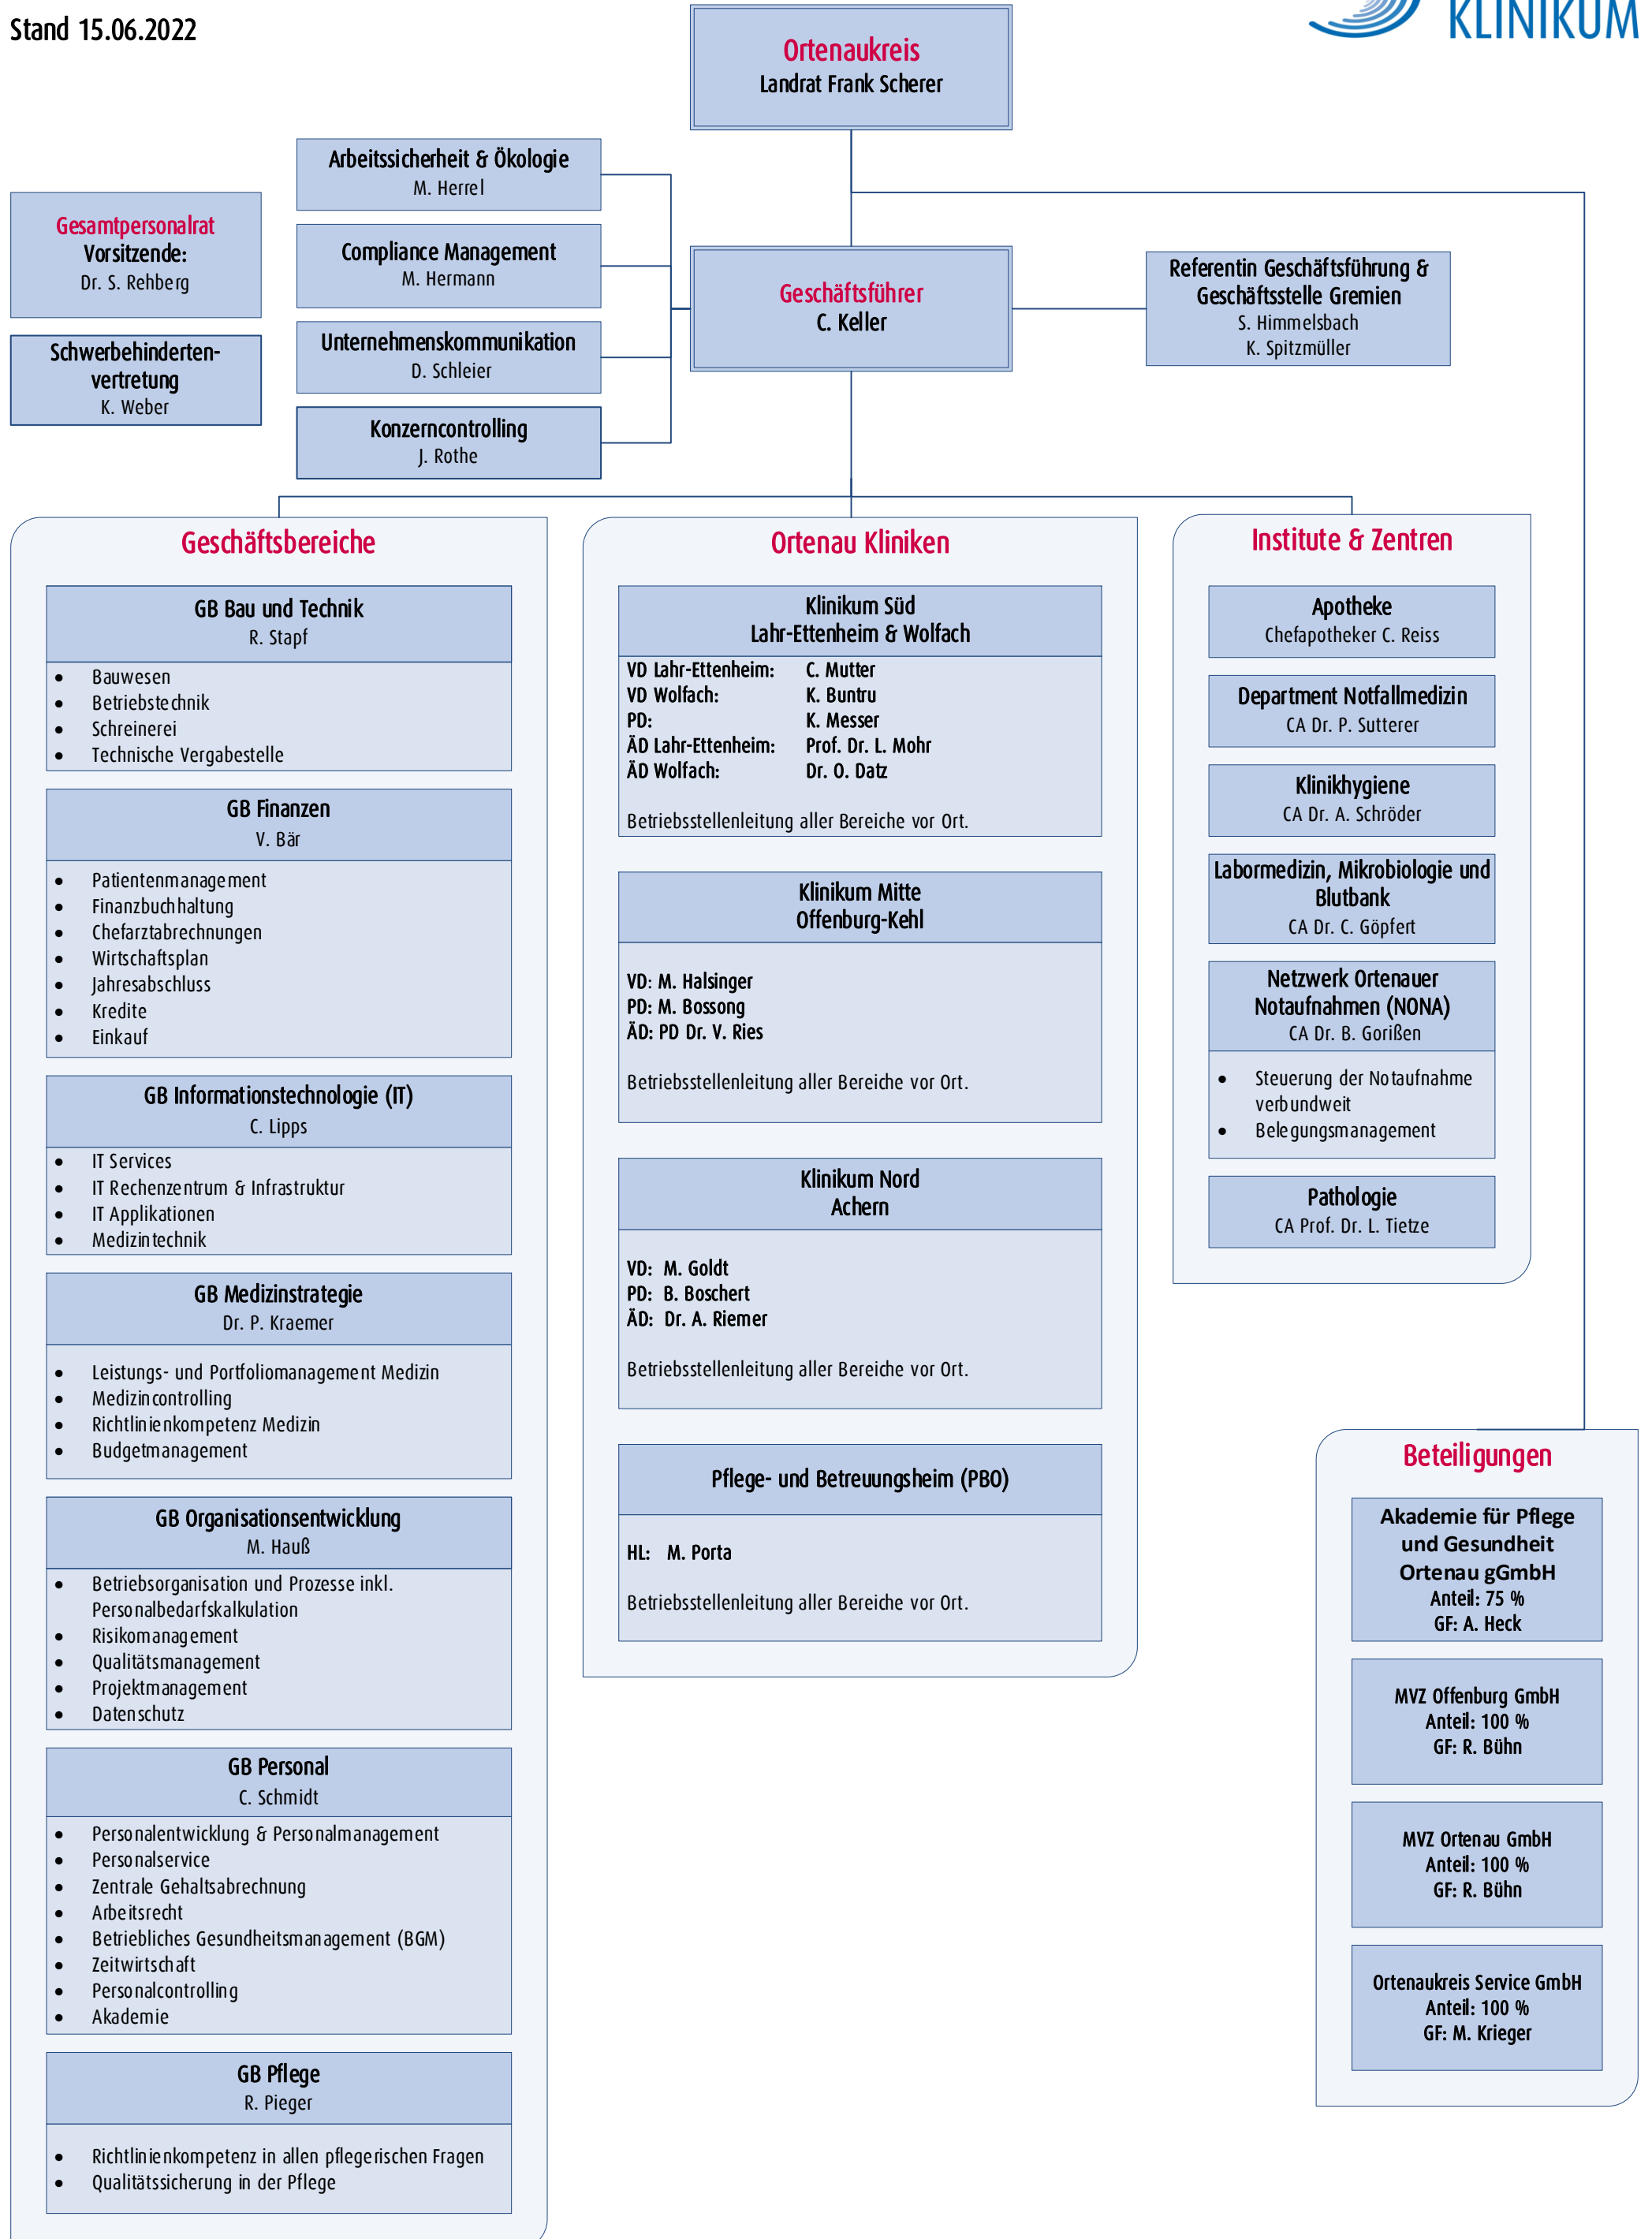 Stand 15.06.2022
KLINIKUM
Ortenaukreis
Landrat Frank Scherer
Arbeitssicherheit & Ökologie
M. Herrel
Gesamtpersonalrat
Vorsitzende:
Dr. S. Rehberg
Compliance Management
M. Hermann
Geschäftsführer
C. Keller
Referentin Geschäftsführung &
Geschäftsstelle Gremien
S. Himmelsbach
K. Spitzmüller
Schwerbehinderten-
vertretung
K. Weber
Unternehmenskommunikation
D. Schleier
Konzerncontrolling
J. Rothe
Geschäftsbereiche
GB Bau und Technik
R. Stapf
• Bauwesen
• Betriebstechnik
• Schreinerei
• Technische Vergabestelle
GB Finanzen
V. Bär
• Patientenmanagement
• Finanzbuchhaltung
• Chefarztabrechnungen
• Wirtschaftsplan
• Jahresabschluss
• Kredite
• Einkauf
GB Informationstechnologie (IT)
C. Lipps
• IT Services
• IT Rechenzentrum & Infrastruktur
• IT Applikationen
• Medizintechnik
GB Medizinstrategie
Dr. P. Kraemer
• Leistungs- und Portfoliomanagement Medizin
• Medizincontrolling
• Richtlinienkompetenz Medizin
• Budgetmanagement
GB Organisationsentwicklung
M. Hauß
• Betriebsorganisation und Prozesse inkl.
Personalbedarfskalkulation
• Risikomanagement
• Qualitätsmanagement
• Projektmanagement
• Datenschutz
GB Personal
C. Schmidt
• Personalentwicklung & Personalmanagement
• Personalservice
• Zentrale Gehaltsabrechnung
• Arbeitsrecht
• Betriebliches Gesundheitsmanagement (BGM)
• Zeitwirtschaft
• Personalcontrolling
• Akademie
GB Pflege
R. Pieger
• Richtlinienkompetenz in allen pflegerischen Fragen
• Qualitätssicherung in der Pflege
Ortenau Kliniken
Klinikum Süd
Lahr-Ettenheim & Wolfach
VD Lahr-Ettenheim: C. Mutter
VD Wolfach: K. Buntru
PD: K. Messer
ÄD Lahr-Ettenheim: Prof. Dr. L. Mohr
ÄD Wolfach: Dr. O. Datz
Betriebsstellenleitung aller Bereiche vor Ort.
Klinikum Mitte
Offenburg-Kehl
VD: M. Halsinger
PD: M. Bossong
ÄD: PD Dr. V. Ries
Betriebsstellenleitung aller Bereiche vor Ort.
Klinikum Nord
Achern
VD: M. Goldt
PD: B. Boschert
ÄD: Dr. A. Riemer
Betriebsstellenleitung aller Bereiche vor Ort.
Pflege- und Betreuungsheim (PBO)
HL: M. Porta
Betriebsstellenleitung aller Bereiche vor Ort.
Institute & Zentren
Apotheke
Chefapotheker C. Reiss
Department Notfallmedizin
CA Dr. P. Sutterer
Klinikhygiene
CA Dr. A. Schröder
Labormedizin, Mikrobiologie und
Blutbank
CA Dr. C. Göpfert
Netzwerk Ortenauer
Notaufnahmen (NONA)
CA Dr. B. Gorißen
• Steuerung der Notaufnahme
verbundweit
• Belegungsmanagement
Pathologie
CA Prof. Dr. L. Tietze
Beteiligungen
Akademie für Pflege
und Gesundheit
Ortenau gGmbH
Anteil: 75 %
GF: A. Heck
MVZ Offenburg GmbH
Anteil: 100 %
GF: R. Bühn
MVZ Ortenau GmbH
Anteil: 100 %
GF: R. Bühn
Ortenaukreis Service GmbH
Anteil: 100 %
GF: M. Krieger